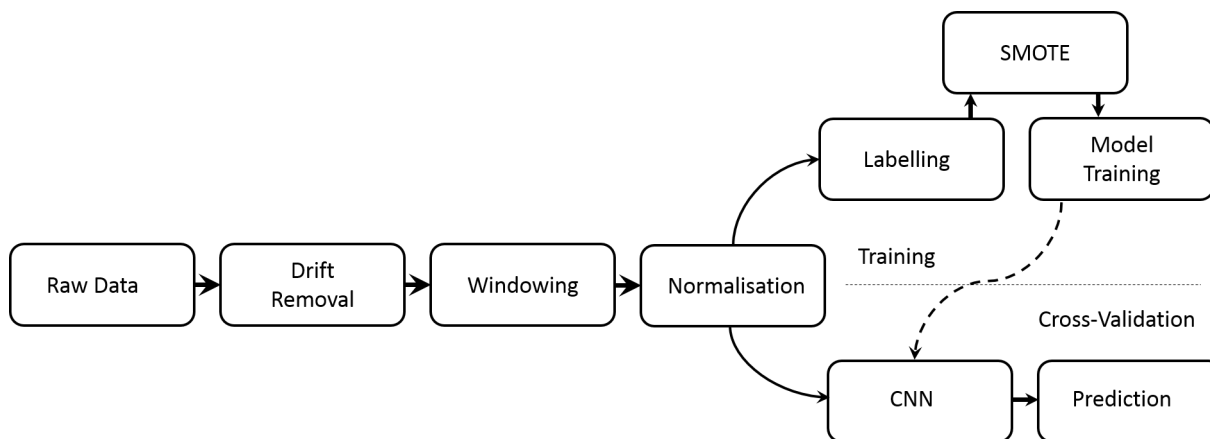 SMOTE
Labelling
Model
Training
Raw Data
Drift
Removal
Windowing
Normalisation
Training
Cross-Validation
CNN
Prediction